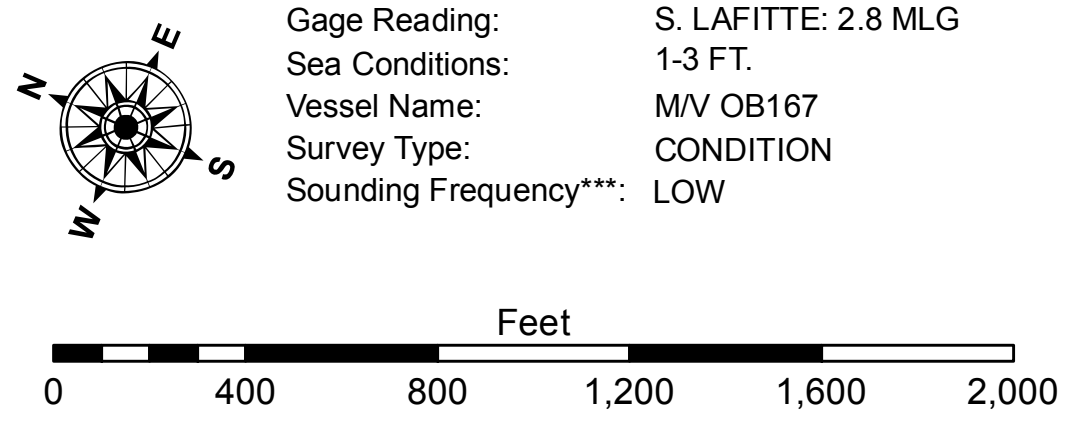 N
E
S
W
Gage Reading: S. LAFITTE: 2.8 MLG
Sea Conditions: 1-3 FT.
Vessel Name: M/V OB167
Survey Type: CONDITION
Sounding Frequency***: LOW
Feet
0 400 800 1,200 1,600 2,000